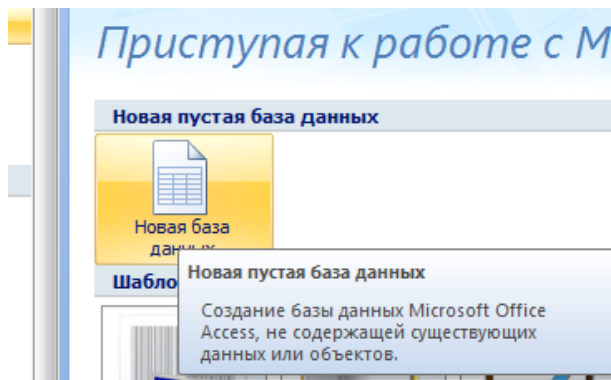 Приступая к работе с M
Новая пустая база данных
Новая база
данных
Шабло
Новая пустая база данных
Создание базы данных Microsoft Office
Access, не содержащей существующих
данных или объектов.